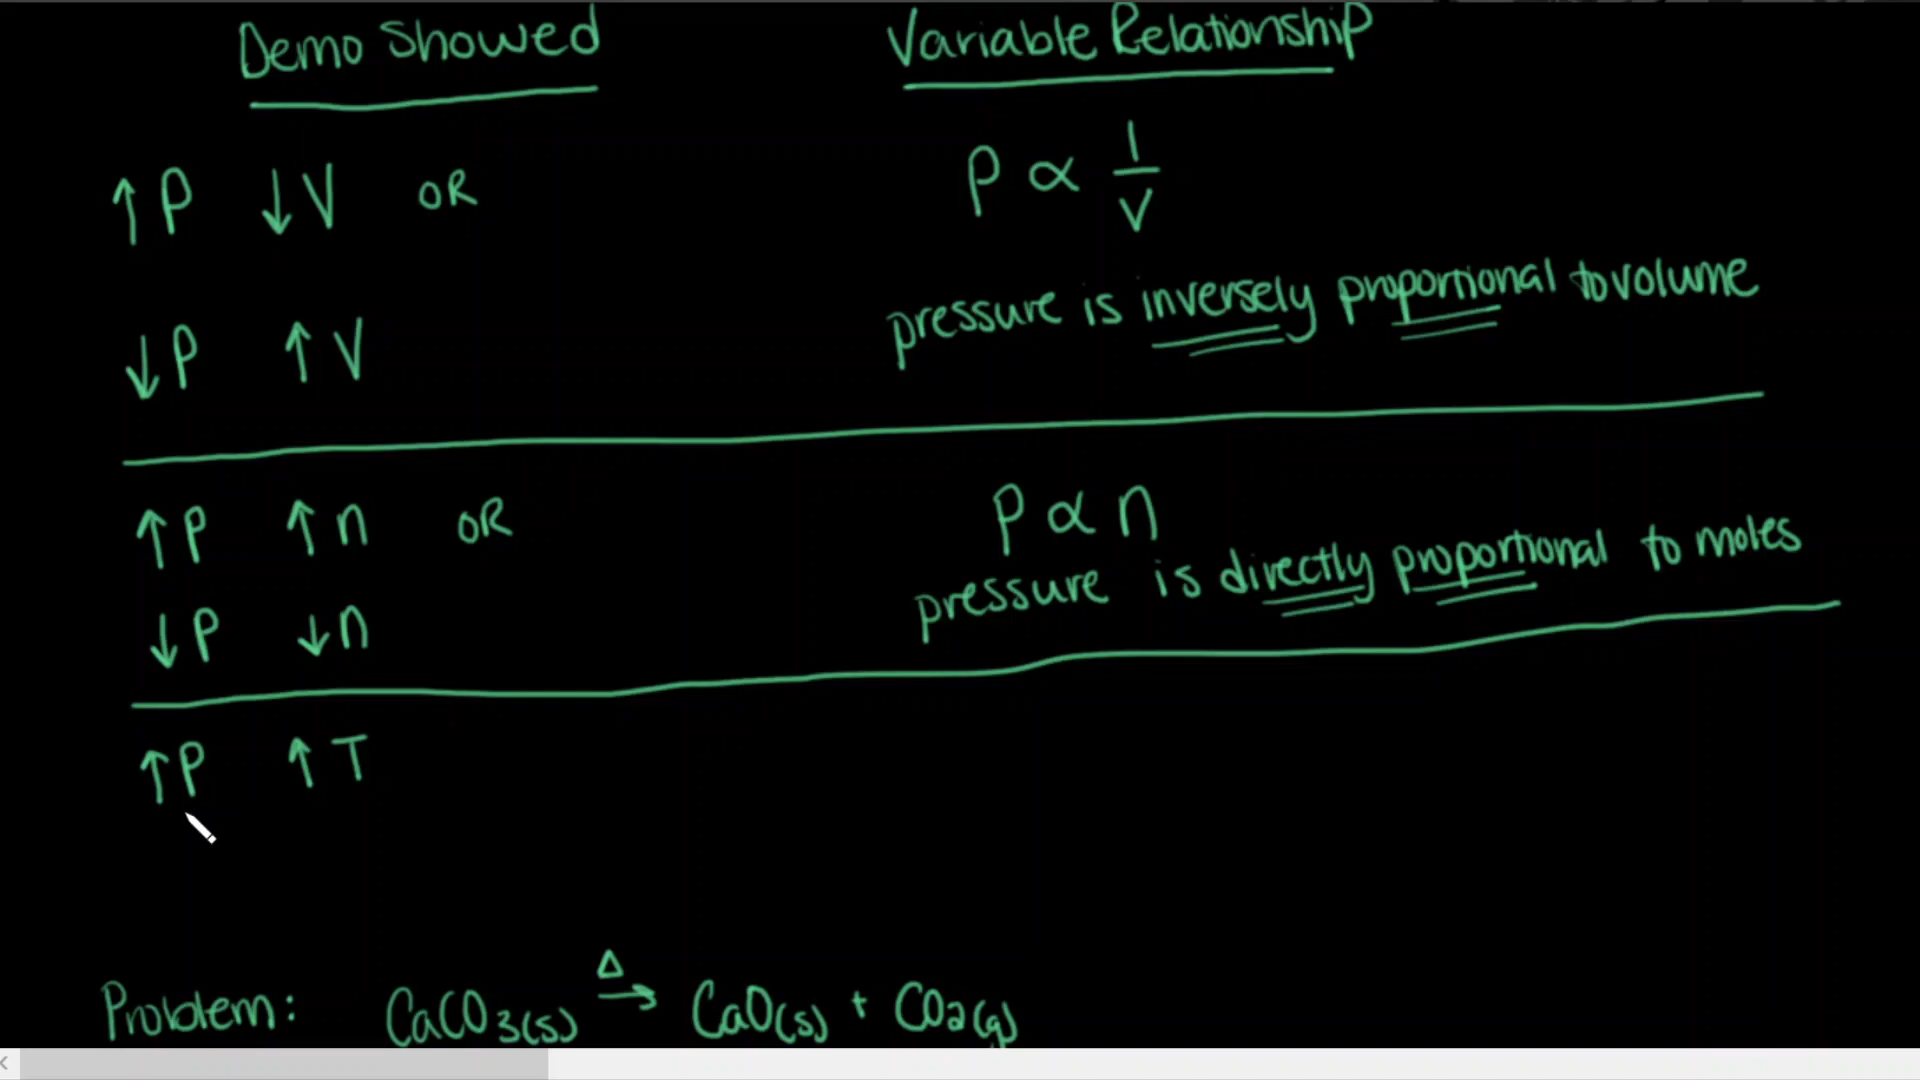 Demo Showed
Variable Relationship
↑P ↓V OR
P ∝ 1/V
↓P ↑V
pressure is inversely proportional to volume
↑P ↑n OR
P ∝ n
↓P ↓n
pressure is directly proportional to moles
↑P ↑T
Problem: CaCO3(s) Δ→ CaO(s) + CO2(g)